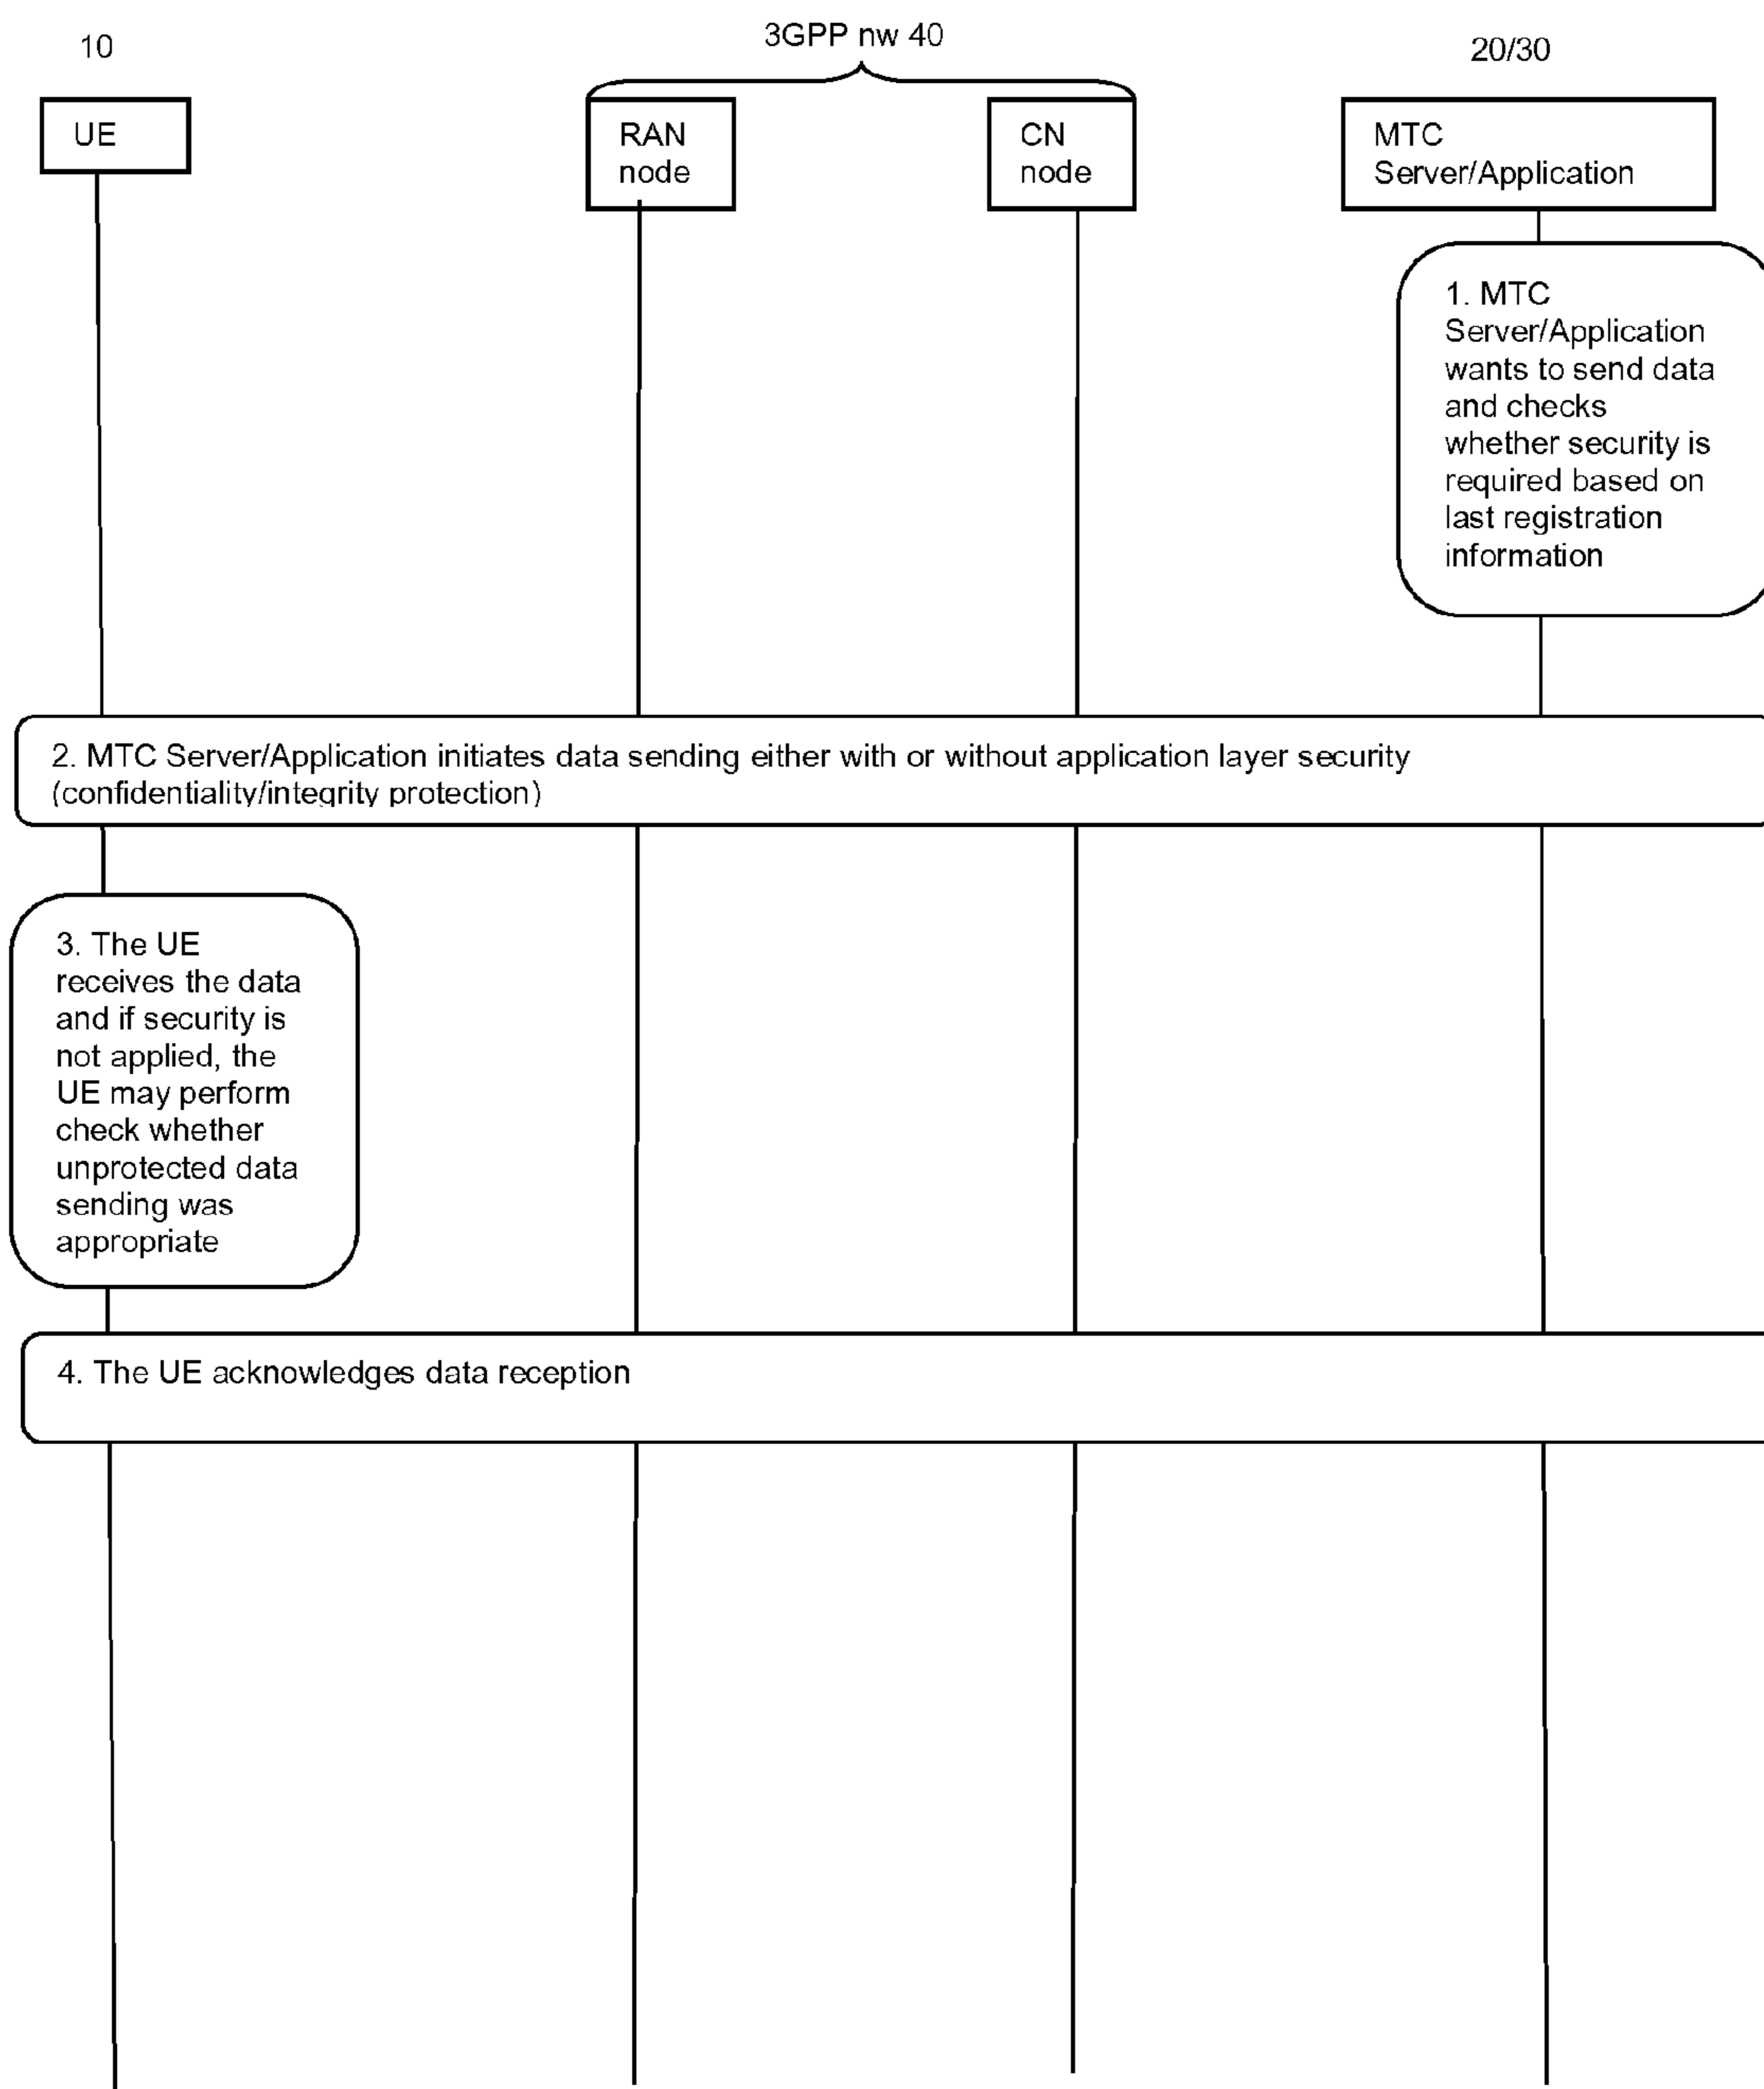 10
3GPP nw 40
20/30
UE
RAN
node
CN
node
MTC
Server/Application
1. MTC
Server/Application
wants to send data
and checks
whether security is
required based on
last registration
information
2. MTC Server/Application initiates data sending either with or without application layer security
(confidentiality/integrity protection)
3. The UE
receives the data
and if security is
not applied, the
UE may perform
check whether
unprotected data
sending was
appropriate
4. The UE acknowledges data reception